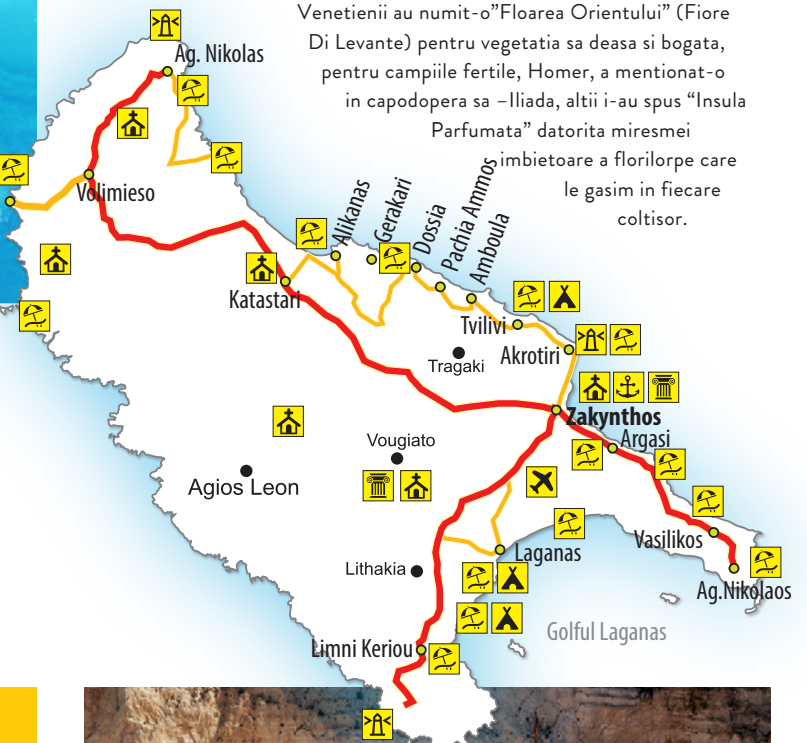 Venetienii au numit-o”Floarea Orientului” (Fiore
Di Levante) pentru vegetatia sa deasa si bogata,
pentru campiile fertile, Homer, a mentionat-o
in capodopera sa –Iliada, altii i-au spus “Insula
Parfumata” datorita miresmei
imbietoare a florilorpe care
le gasim in fiecare
coltisor.
Ag. Nikolas
Volimieso
Alikanas
Gerakari
Dossia
Pachia Ammos
Amboula
Katastari
Tvilivi
Akrotiri
Tragaki
Zakynthos
Argasi
Vougiato
Agios Leon
Vasilikos
Laganas
Lithakia
Ag.Nikolaos
Golful Laganas
Limni Keriou